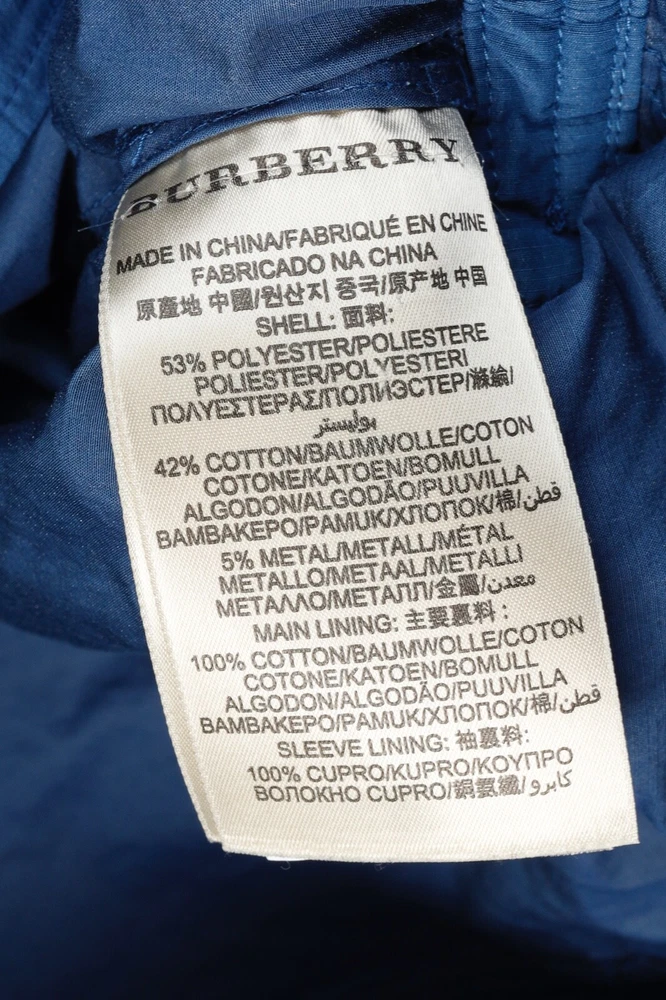 BURBERRY
MADE IN CHINA/FABRIQUÉ EN CHINE
FABRICADO NA CHINA
原產地 中國/원산지 중국/原产地 中国
SHELL: 面料:
53% POLYESTER/POLIESTERE
POLIESTER/POLYESTERI
ΠΟΛΥΕΣΤΕΡΑΣ/ПОЛИЭСТЕР/滌綸/
بوليستر
42% COTTON/BAUMWOLLE/COTON
COTONE/KATOEN/BOMULL
ALGODON/ALGODÃO/PUUVILLA
BAMBAKEPO/PAMUK/ХЛОПОК/棉/قطن
5% METAL/METALL/MÉTAL
METALLO/METAAL/METALLI
ΜΕΤΑΛΛΟ/МЕТАЛЛ/金屬/معدن
MAIN LINING: 主要裏料:
100% COTTON/BAUMWOLLE/COTON
COTONE/KATOEN/BOMULL
ALGODON/ALGODÃO/PUUVILLA
BAMBAKEPO/PAMUK/ХЛОПОК/棉/قطن
SLEEVE LINING: 袖裏料:
100% CUPRO/KUPRO/ΚΟΥΠΡΟ
ВОЛОКНО CUPRO/銅氨纖/كابرو